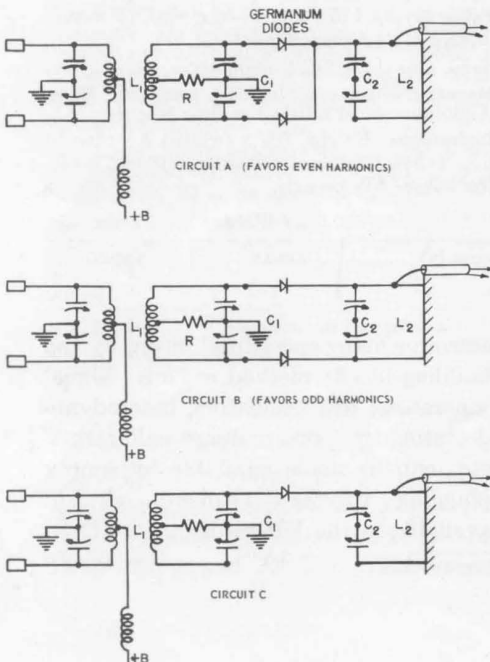 GERMANIUM
DIODES
L₁
R
C₁
C₂
L₂
CIRCUIT A (FAVORS EVEN HARMONICS)
+B
L₁
R
C₁
C₂
L₂
CIRCUIT B (FAVORS ODD HARMONICS)
+B
L₁
R
C₁
C₂
L₂
CIRCUIT C
+B